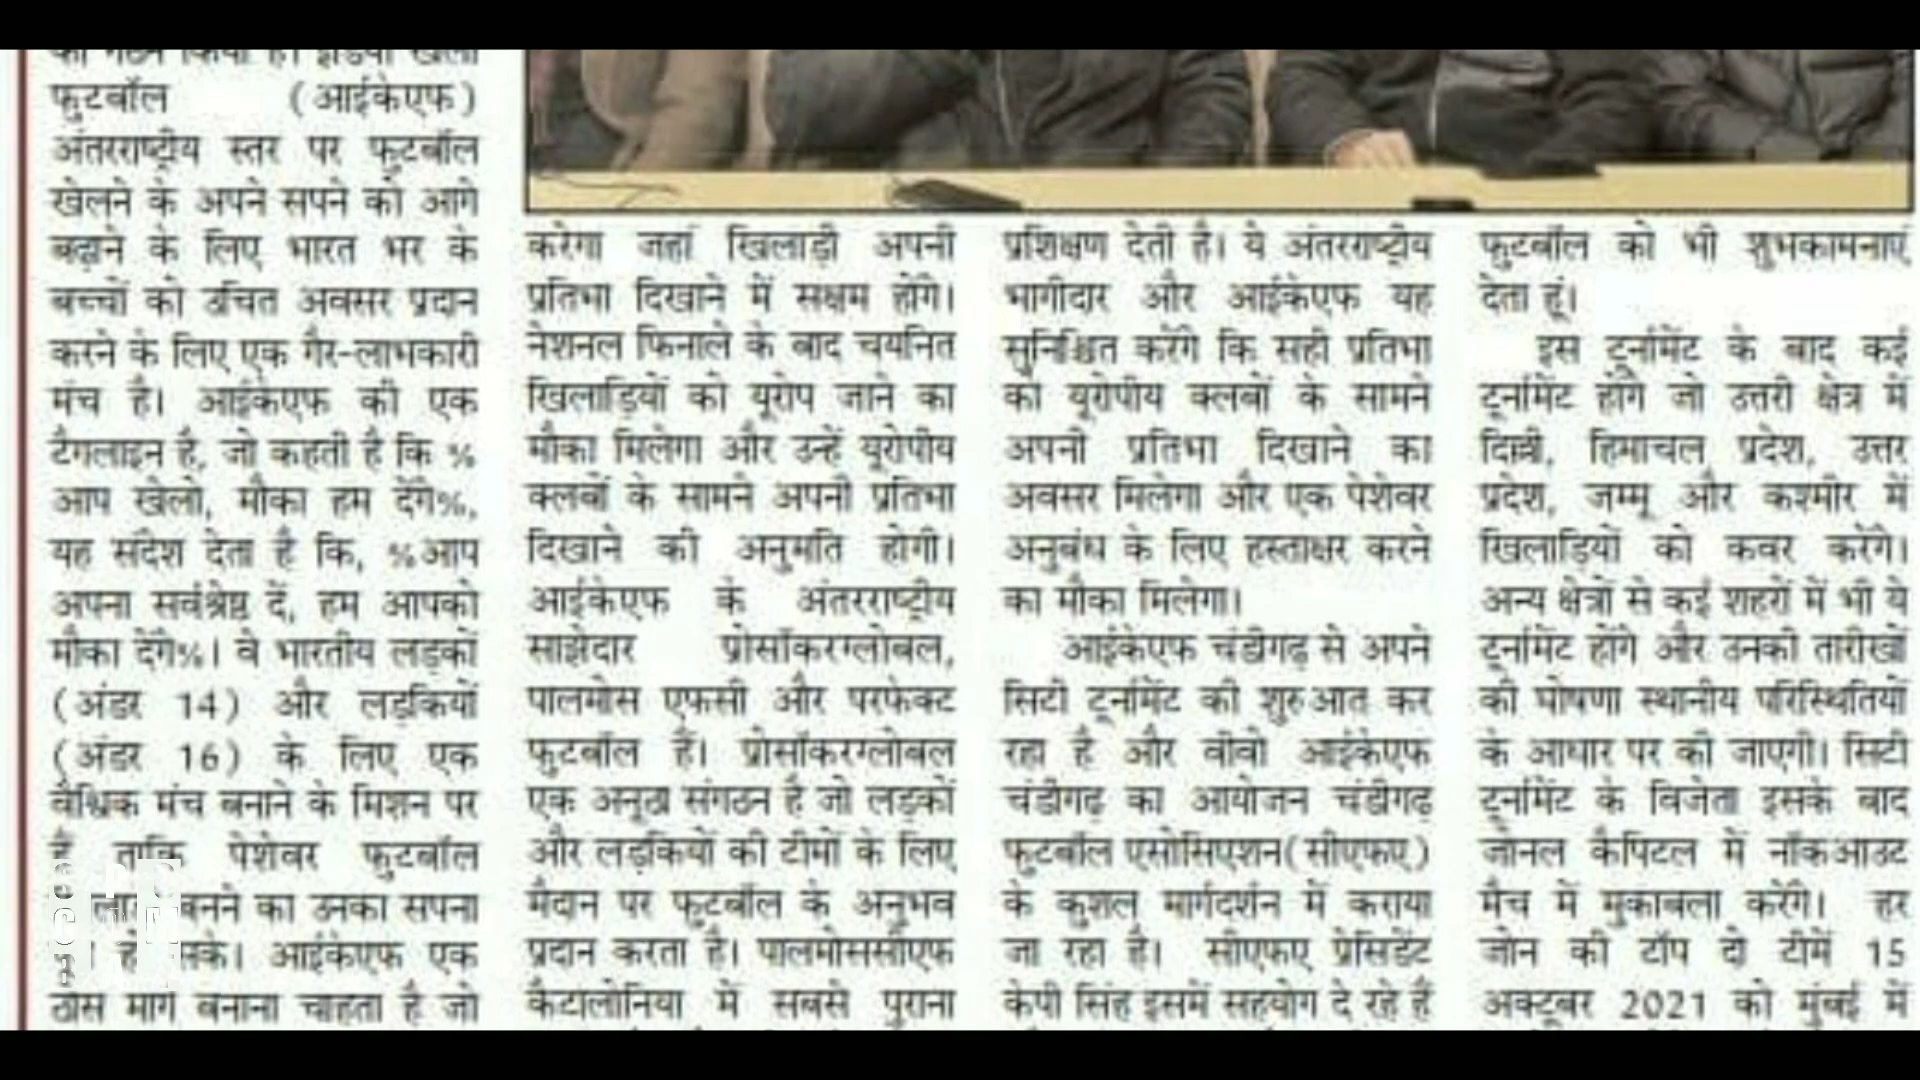 का गठन किया है। इंडिया खेलो
फुटबॉल (आईकेएफ)
अंतरराष्ट्रीय स्तर पर फुटबॉल
खेलने के अपने सपने को आगे
बढ़ाने के लिए भारत भर के
बच्चों को उचित अवसर प्रदान
करने के लिए एक गैर-लाभकारी
मंच है। आईकेएफ की एक
टैगलाइन है, जो कहती है कि %
आप खेलो, मौका हम देंगे%,
यह संदेश देता है कि, %आप
अपना सर्वश्रेष्ठ दें, हम आपको
मौका देंगे%। वे भारतीय लड़कों
(अंडर 14) और लड़कियों
(अंडर 16) के लिए एक
वैश्विक मंच बनाने के मिशन पर
हैं ताकि पेशेवर फुटबॉल
बनने का उनका सपना
हो सके। आईकेएफ एक
ठोस मार्ग बनाना चाहता है जो
करेगा जहां खिलाड़ी अपनी
प्रतिभा दिखाने में सक्षम होंगे।
नेशनल फिनाले के बाद चयनित
खिलाड़ियों को यूरोप जाने का
मौका मिलेगा और उन्हें यूरोपीय
क्लबों के सामने अपनी प्रतिभा
दिखाने की अनुमति होगी।
आईकेएफ के अंतरराष्ट्रीय
साझेदार प्रोसॉकरग्लोबल,
पालमोस एफसी और परफेक्ट
फुटबॉल हैं। प्रोसॉकरग्लोबल
एक अनूठा संगठन है जो लड़कों
और लड़कियों की टीमों के लिए
मैदान पर फुटबॉल के अनुभव
प्रदान करता है। पालमोससीएफ
कैटालोनिया में सबसे पुराना
प्रशिक्षण देती है। ये अंतरराष्ट्रीय
भागीदार और आईकेएफ यह
सुनिश्चित करेंगे कि सही प्रतिभा
को यूरोपीय क्लबों के सामने
अपनी प्रतिभा दिखाने का
अवसर मिलेगा और एक पेशेवर
अनुबंध के लिए हस्ताक्षर करने
का मौका मिलेगा।
आईकेएफ चंडीगढ़ से अपने
सिटी टूर्नामेंट की शुरुआत कर
रहा है और वीवो आईकेएफ
चंडीगढ़ का आयोजन चंडीगढ़
फुटबॉल एसोसिएशन(सीएफए)
के कुशल मार्गदर्शन में कराया
जा रहा है। सीएफए प्रेसिडेंट
केपी सिंह इसमें सहयोग दे रहे हैं
फुटबॉल को भी शुभकामनाएं
देता हूं।
इस टूर्नामेंट के बाद कई
टूर्नामेंट होंगे जो उत्तरी क्षेत्र में
दिल्ली, हिमाचल प्रदेश, उत्तर
प्रदेश, जम्मू और कश्मीर में
खिलाड़ियों को कवर करेंगे।
अन्य क्षेत्रों से कई शहरों में भी ये
टूर्नामेंट होंगे और उनकी तारीखों
की घोषणा स्थानीय परिस्थितियों
के आधार पर की जाएगी। सिटी
टूर्नामेंट के विजेता इसके बाद
जोनल कैपिटल में नॉकआउट
मैच में मुकाबला करेंगे। हर
जोन की टॉप दो टीमें 15
अक्टूबर 2021 को मुंबई में